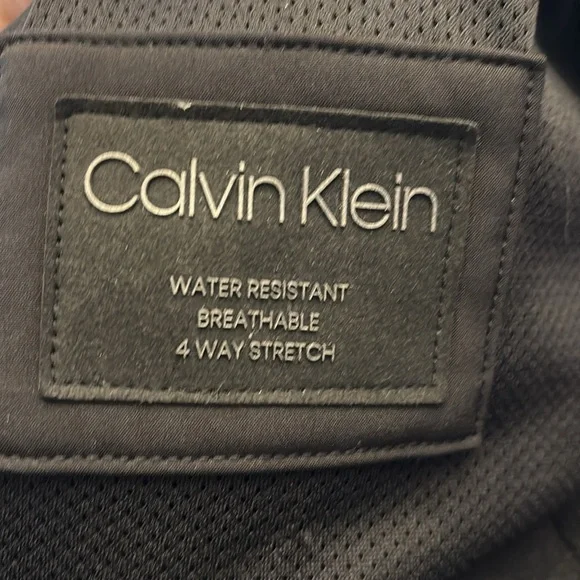 Calvin Klein
WATER RESISTANT
BREATHABLE
4 WAY STRETCH